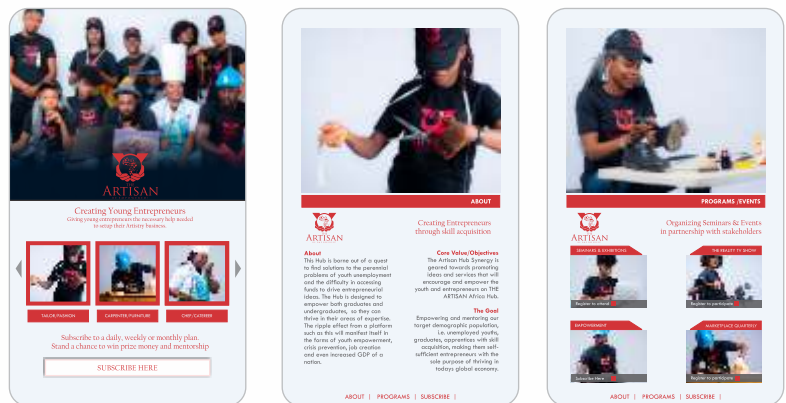 THE
ARTISAN
Creating Young Entrepreneurs
Giving young entrepreneurs the necessary help needed
to setup their Artistry business.
TAILOR/FASHION
CARPENTER/FURNITURE
CHEF/CATERER
Subscribe to a daily, weekly or monthly plan.
Stand a chance to win prize money and mentorship
SUBSCRIBE HERE
ABOUT
ARTISAN
Creating Entrepreneurs
through skill acquisition
About
This Hub is borne out of a quest
to find solutions to the perennial
problems of youth unemployment
and the difficulty in accessing
funds to drive entrepreneurial
ideas. The Hub is designed to
empower both graduates and
undergraduates, so they can
thrive in their areas of expertise.
The ripple effect from a platform
such as this will manifest itself in
the forms of youth empowerment,
crisis prevention, job creation
and even increased GDP of a
nation.
Core Value/Objectives
The Artisan Hub Synergy is
geared towards promoting
ideas and services that will
encourage and empower the
youth and entrepreneurs on THE
ARTISAN Africa Hub.
The Goal
Empowering and mentoring our
target demographic population,
i.e. unemployed youths,
graduates, apprentices with skill
acquisition, making them self-
sufficient entrepreneurs with the
sole purpose of thriving in
todays global economy.
ABOUT | PROGRAMS | SUBSCRIBE |
PROGRAMS /EVENTS
ARTISAN
Organizing Seminars & Events
in partnership with stakeholders
SEMINARS & EXHIBITIONS
Register to attend
THE REALITY TV SHOW
Register to participate
EMPOWERMENT
Subscribe Here
MARKETPLACE QUARTERLY
Register to participate
ABOUT | PROGRAMS | SUBSCRIBE |